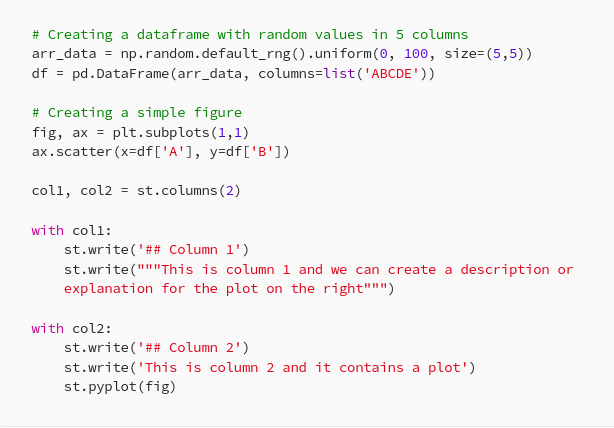 # Creating a dataframe with random values in 5 columns
arr_data = np.random.default_rng().uniform(0, 100, size=(5,5))
df = pd.DataFrame(arr_data, columns=list('ABCDE'))

# Creating a simple figure
fig, ax = plt.subplots(1,1)
ax.scatter(x=df['A'], y=df['B'])

col1, col2 = st.columns(2)

with col1:
    st.write('## Column 1')
    st.write("""This is column 1 and we can create a description or
    explanation for the plot on the right""")

with col2:
    st.write('## Column 2')
    st.write('This is column 2 and it contains a plot')
    st.pyplot(fig)